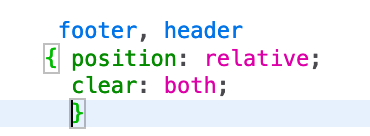 footer, header
{ position: relative;
clear: both;
}